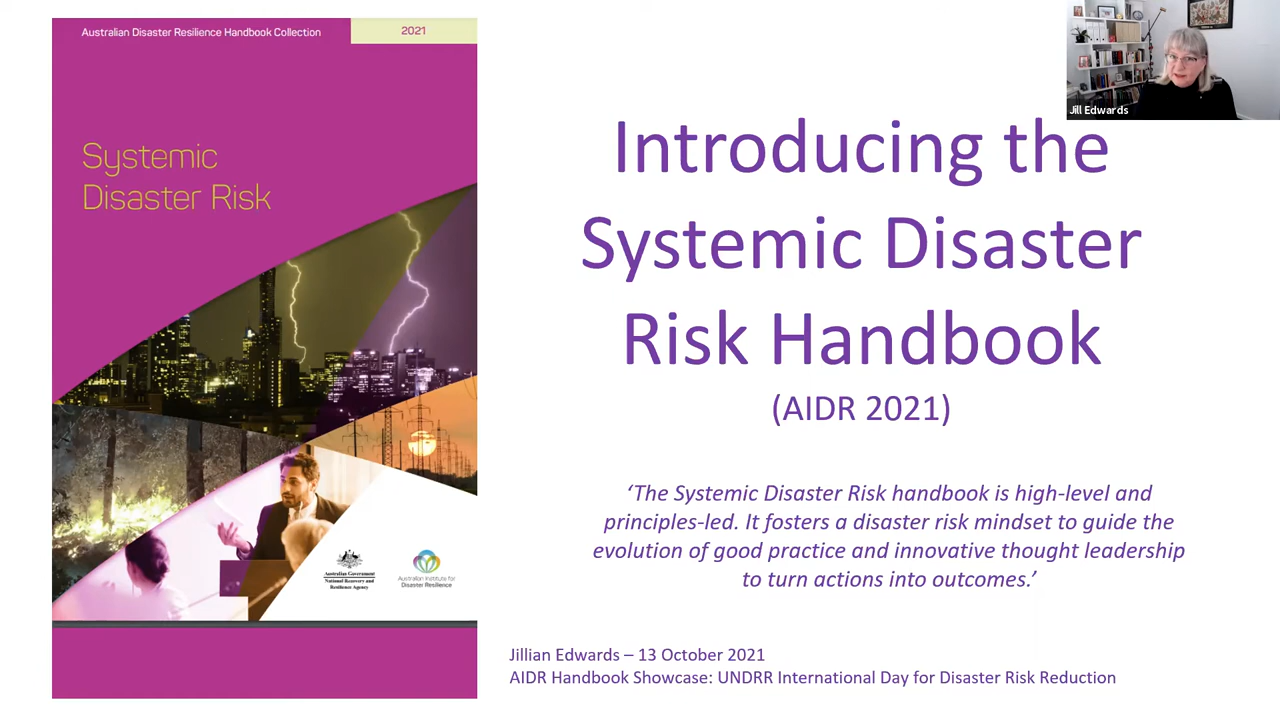 Australian Disaster Resilience Handbook Collection
2021
Systemic
Disaster Risk
Australian Government
National Recovery and
Resilience Agency
Australian Institute for
Disaster Resilience
Jill Edwards
Introducing the
Systemic Disaster
Risk Handbook
(AIDR 2021)
‘The Systemic Disaster Risk handbook is high-level and
principles-led. It fosters a disaster risk mindset to guide the
evolution of good practice and innovative thought leadership
to turn actions into outcomes.’
Jillian Edwards – 13 October 2021
AIDR Handbook Showcase: UNDRR International Day for Disaster Risk Reduction